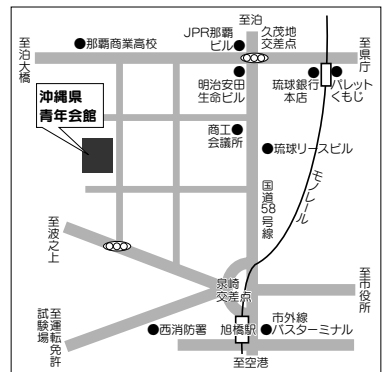 至泊
JPR那覇
ビル
久茂地
交差点
那覇商業高校
至泊大橋
至県庁
明治安田
生命ビル
琉球銀行
本店
パレット
くもじ
沖縄県
青年会館
商工
会議所
琉球リースビル
モノレール
国道58号線
至波之上
泉崎
交差点
至市役所
至運転免許
試験場
西消防署
旭橋駅
市外線
バスターミナル
至空港